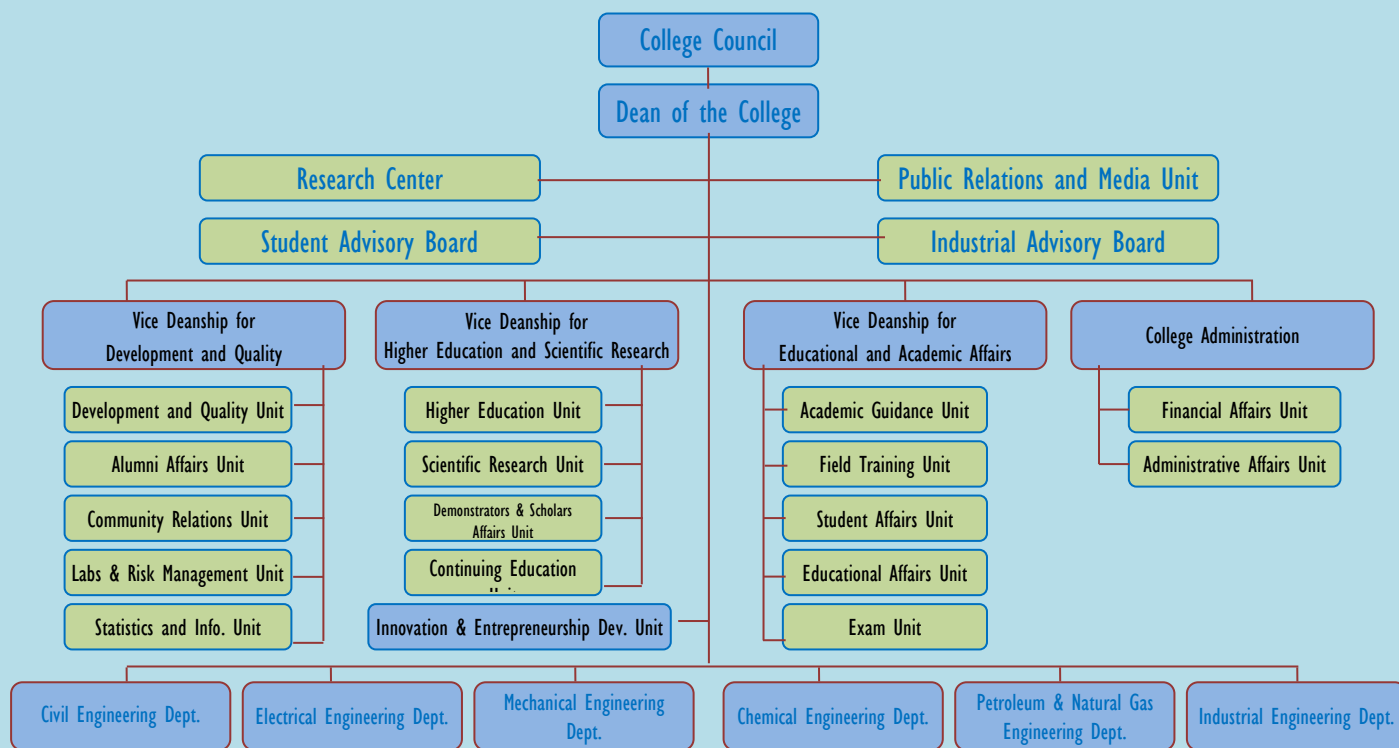 College Council
Dean of the College
Research Center
Public Relations and Media Unit
Student Advisory Board
Industrial Advisory Board
Vice Deanship for
Development and Quality
Vice Deanship for
Higher Education and Scientific Research
Vice Deanship for
Educational and Academic Affairs
College Administration
Development and Quality Unit
Alumni Affairs Unit
Community Relations Unit
Labs & Risk Management Unit
Statistics and Info. Unit
Higher Education Unit
Scientific Research Unit
Demonstrators & Scholars
Affairs Unit
Continuing Education
Innovation & Entrepreneurship Dev. Unit
Academic Guidance Unit
Field Training Unit
Student Affairs Unit
Educational Affairs Unit
Exam Unit
Financial Affairs Unit
Administrative Affairs Unit
Civil Engineering Dept.
Electrical Engineering Dept.
Mechanical Engineering
Dept.
Chemical Engineering Dept.
Petroleum & Natural Gas
Engineering Dept.
Industrial Engineering Dept.